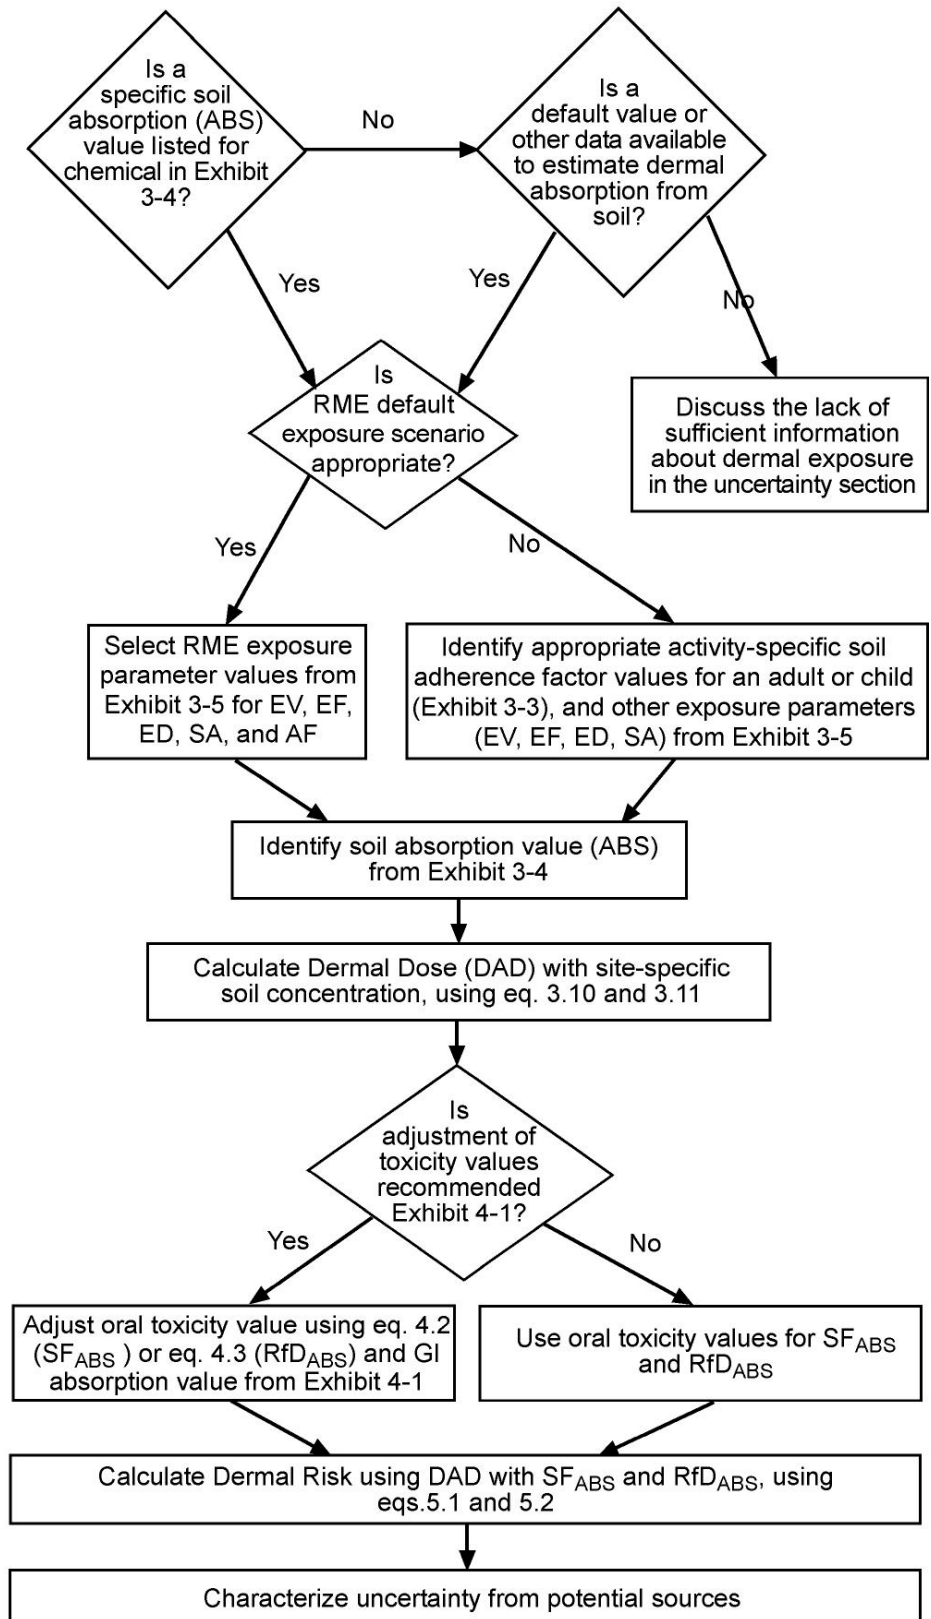 Is a
specific soil
absorption (ABS)
value listed for
chemical in Exhibit
3-4?
No
Is a
default value or
other data available
to estimate dermal
absorption from
soil?
Yes
Yes
No
Is
RME default
exposure scenario
appropriate?
Discuss the lack of
sufficient information
about dermal exposure
in the uncertainty section
Yes
No
Select RME exposure
parameter values from
Exhibit 3-5 for EV, EF,
ED, SA, and AF
Identify appropriate activity-specific soil
adherence factor values for an adult or child
(Exhibit 3-3), and other exposure parameters
(EV, EF, ED, SA) from Exhibit 3-5
Identify soil absorption value (ABS)
from Exhibit 3-4
Calculate Dermal Dose (DAD) with site-specific
soil concentration, using eq. 3.10 and 3.11
Is
adjustment of
toxicity values
recommended
Exhibit 4-1?
Yes
No
Adjust oral toxicity value using eq. 4.2
(SFABS ) or eq. 4.3 (RfDABS) and GI
absorption value from Exhibit 4-1
Use oral toxicity values for SFABS
and RfDABS
Calculate Dermal Risk using DAD with SFABS and RfDABS, using
eqs.5.1 and 5.2
Characterize uncertainty from potential sources